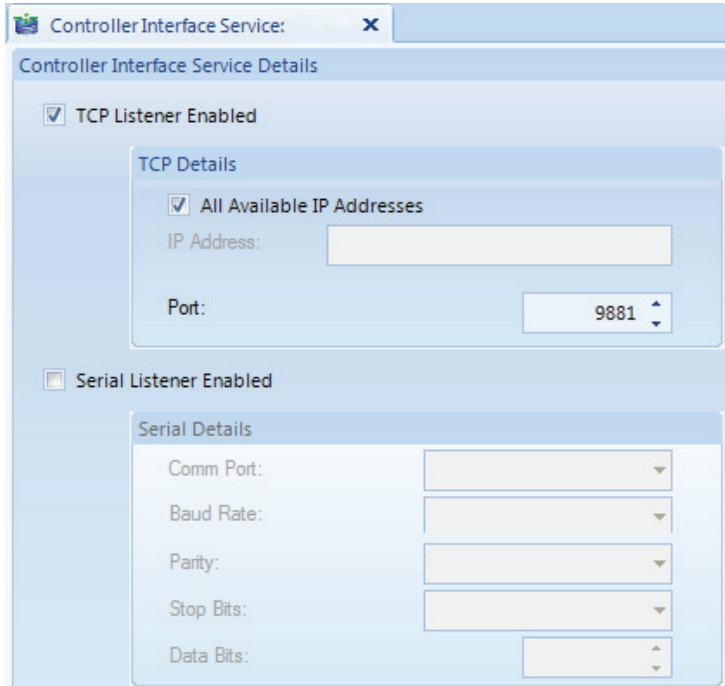 Controller Interface Service:
Controller Interface Service Details
TCP Listener Enabled
TCP Details
All Available IP Addresses
IP Address:
Port: 9881
Serial Listener Enabled
Serial Details
Comm Port:
Baud Rate:
Parity:
Stop Bits:
Data Bits: